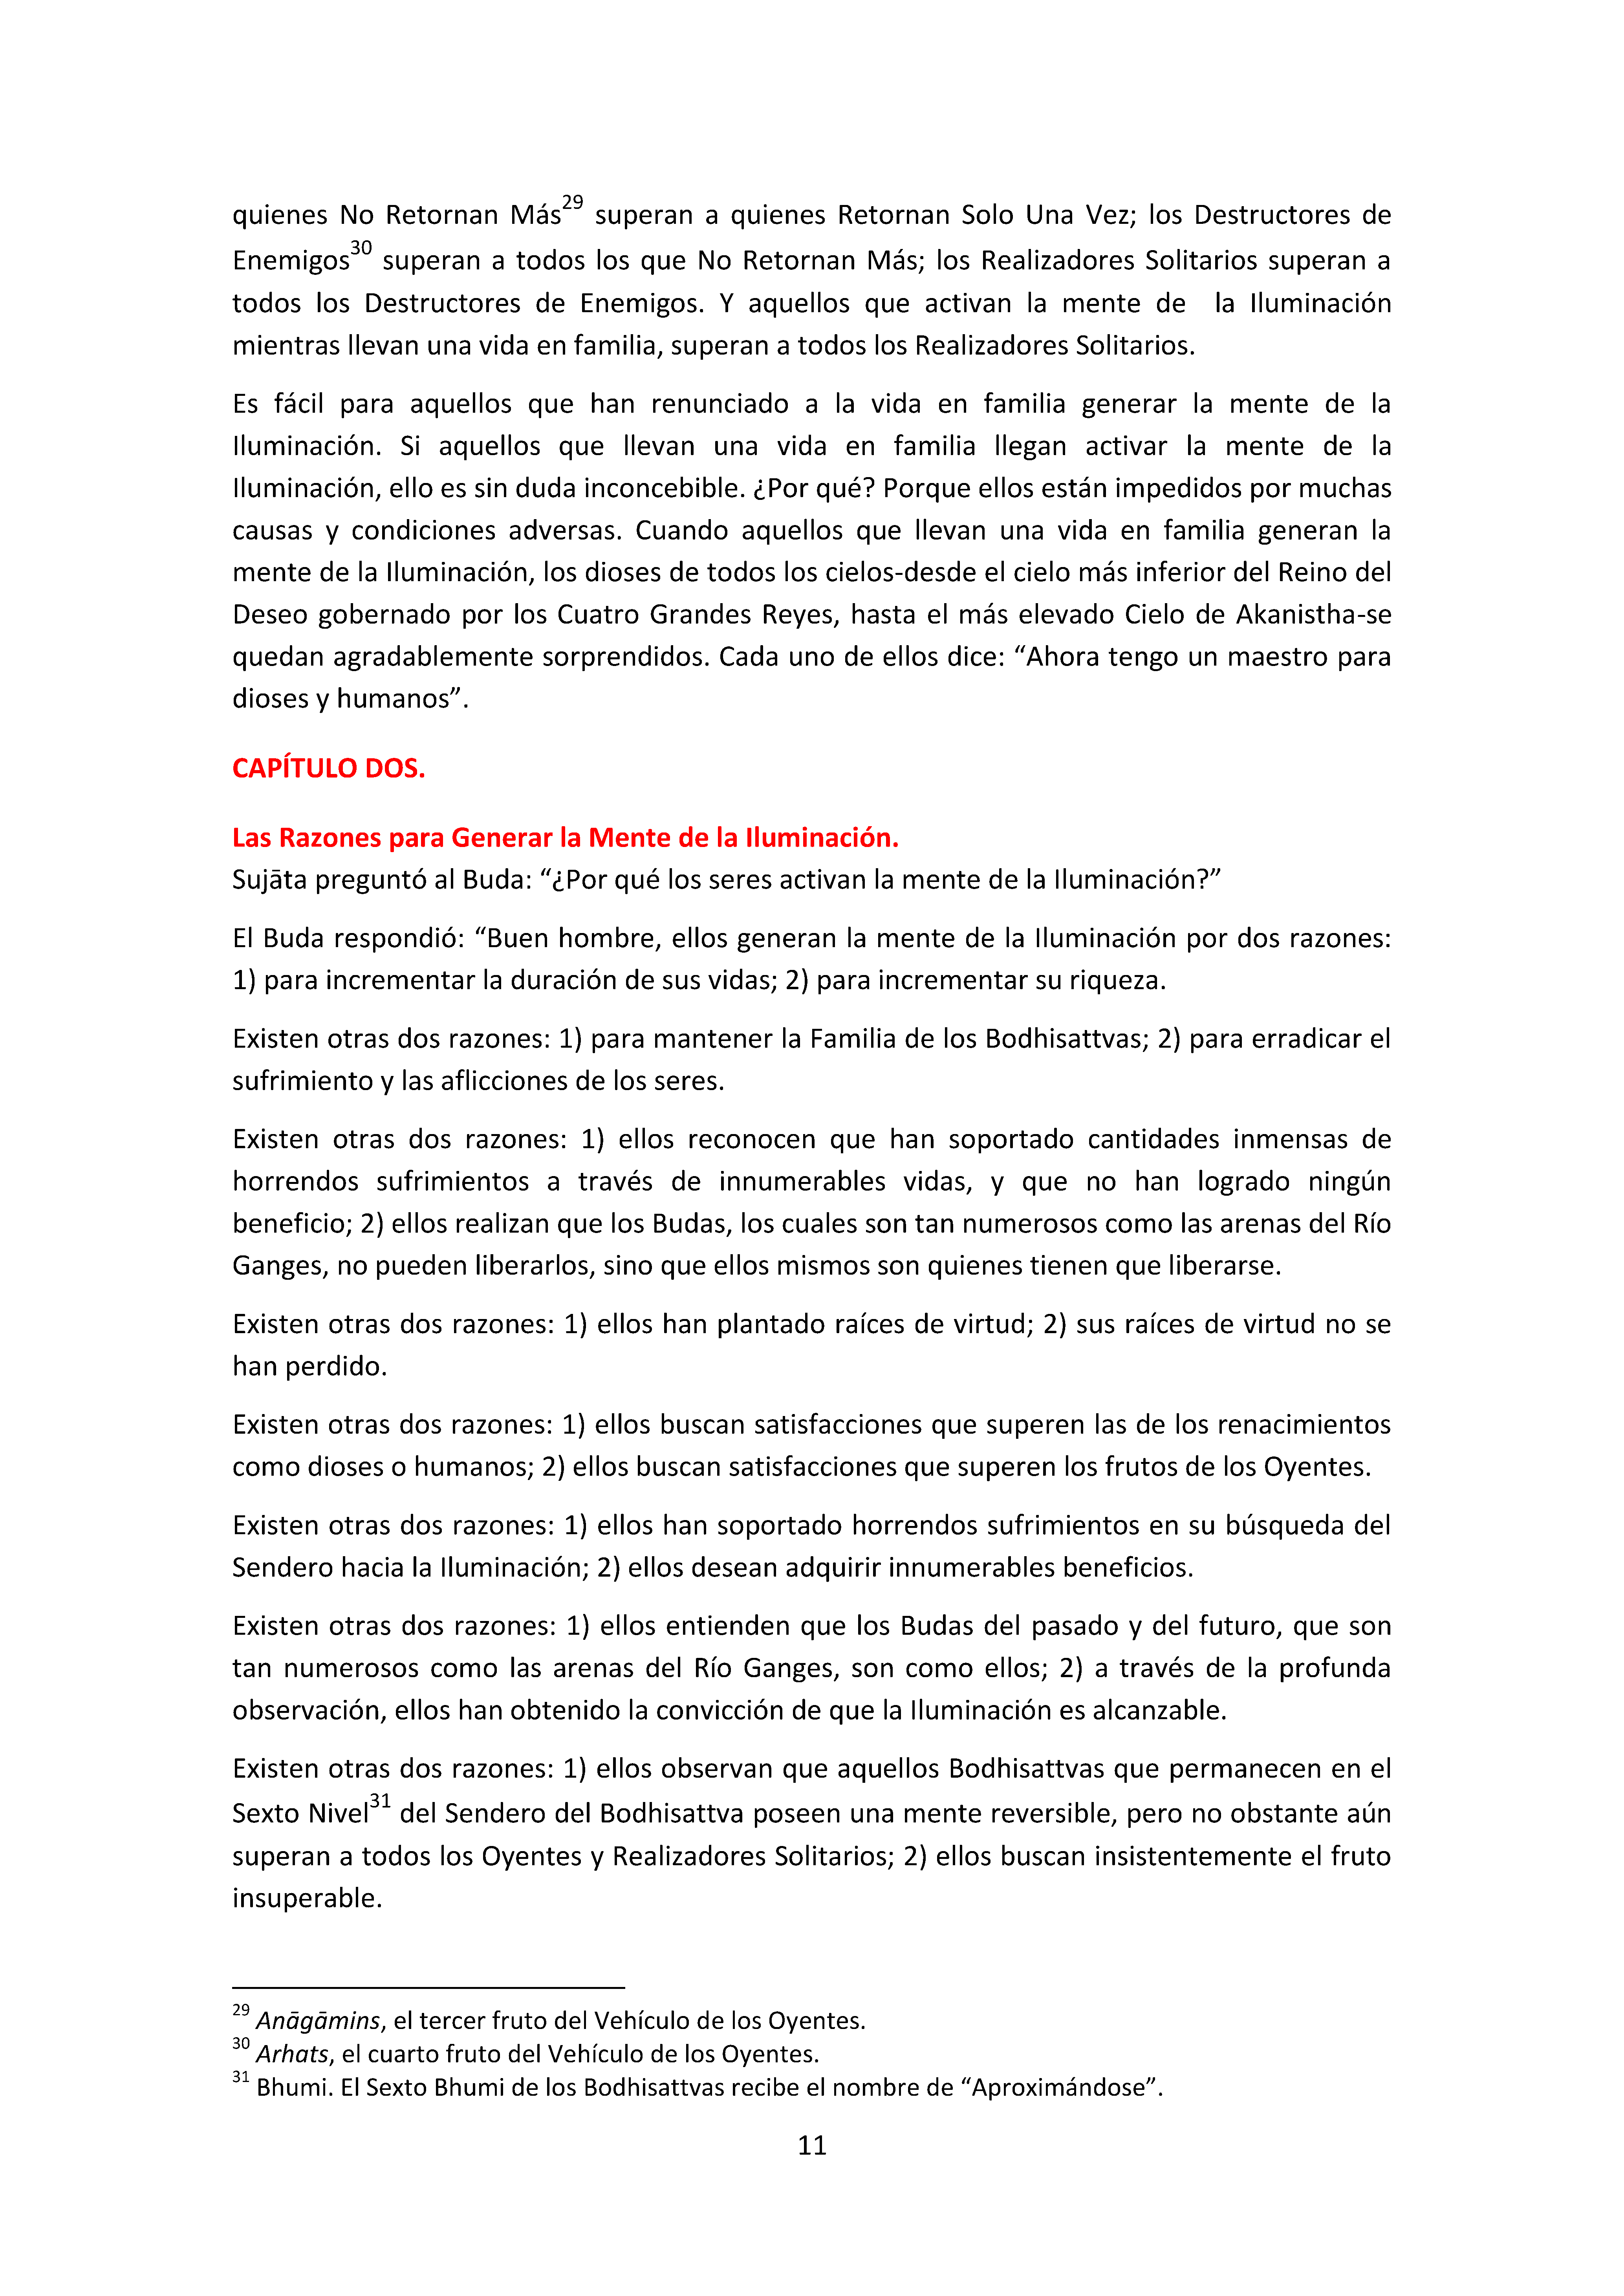 quienes No Retornan Más29 superan a quienes Retornan Solo Una Vez; los Destructores de
Enemigos30 superan a todos los que No Retornan Más; los Realizadores Solitarios superan a
todos los Destructores de Enemigos. Y aquellos que activan la mente de la Iluminación
mientras llevan una vida en familia, superan a todos los Realizadores Solitarios.
Es fácil para aquellos que han renunciado a la vida en familia generar la mente de la
Iluminación. Si aquellos que llevan una vida en familia llegan activar la mente de la
Iluminación, ello es sin duda inconcebible. ¿Por qué? Porque ellos están impedidos por muchas
causas y condiciones adversas. Cuando aquellos que llevan una vida en familia generan la
mente de la Iluminación, los dioses de todos los cielos-desde el cielo más inferior del Reino del
Deseo gobernado por los Cuatro Grandes Reyes, hasta el más elevado Cielo de Akanistha-se
quedan agradablemente sorprendidos. Cada uno de ellos dice: “Ahora tengo un maestro para
dioses y humanos”.
CAPÍTULO DOS.
Las Razones para Generar la Mente de la Iluminación.
Sujāta preguntó al Buda: “¿Por qué los seres activan la mente de la Iluminación?”
El Buda respondió: “Buen hombre, ellos generan la mente de la Iluminación por dos razones:
1) para incrementar la duración de sus vidas; 2) para incrementar su riqueza.
Existen otras dos razones: 1) para mantener la Familia de los Bodhisattvas; 2) para erradicar el
sufrimiento y las aflicciones de los seres.
Existen otras dos razones: 1) ellos reconocen que han soportado cantidades inmensas de
horrendos sufrimientos a través de innumerables vidas, y que no han logrado ningún
beneficio; 2) ellos realizan que los Budas, los cuales son tan numerosos como las arenas del Río
Ganges, no pueden liberarlos, sino que ellos mismos son quienes tienen que liberarse.
Existen otras dos razones: 1) ellos han plantado raíces de virtud; 2) sus raíces de virtud no se
han perdido.
Existen otras dos razones: 1) ellos buscan satisfacciones que superen las de los renacimientos
como dioses o humanos; 2) ellos buscan satisfacciones que superen los frutos de los Oyentes.
Existen otras dos razones: 1) ellos han soportado horrendos sufrimientos en su búsqueda del
Sendero hacia la Iluminación; 2) ellos desean adquirir innumerables beneficios.
Existen otras dos razones: 1) ellos entienden que los Budas del pasado y del futuro, que son
tan numerosos como las arenas del Río Ganges, son como ellos; 2) a través de la profunda
observación, ellos han obtenido la convicción de que la Iluminación es alcanzable.
Existen otras dos razones: 1) ellos observan que aquellos Bodhisattvas que permanecen en el
Sexto Nivel31 del Sendero del Bodhisattva poseen una mente reversible, pero no obstante aún
superan a todos los Oyentes y Realizadores Solitarios; 2) ellos buscan insistentemente el fruto
insuperable.
29 Anāgāmins, el tercer fruto del Vehículo de los Oyentes.
30 Arhats, el cuarto fruto del Vehículo de los Oyentes.
31 Bhumi. El Sexto Bhumi de los Bodhisattvas recibe el nombre de “Aproximándose”.
11